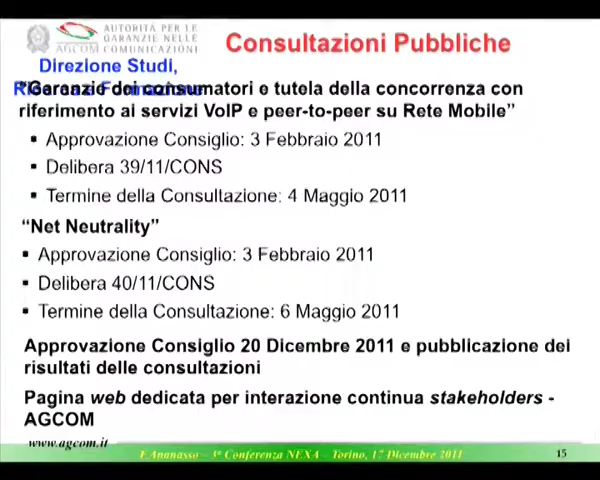 AUTORITÀ PER LE
GARANZIE NELLE
AGCOM COMUNICAZIONI
Consultazioni Pubbliche
Direzione Studi,
"Garanzie dei consumatori e tutela della concorrenza con
riferimento ai servizi VoIP e peer-to-peer su Rete Mobile"
▪ Approvazione Consiglio: 3 Febbraio 2011
▪ Delibera 39/11/CONS
▪ Termine della Consultazione: 4 Maggio 2011
"Net Neutrality"
▪ Approvazione Consiglio: 3 Febbraio 2011
▪ Delibera 40/11/CONS
▪ Termine della Consultazione: 6 Maggio 2011
Approvazione Consiglio 20 Dicembre 2011 e pubblicazione dei
risultati delle consultazioni
Pagina web dedicata per interazione continua stakeholders -
AGCOM
www.agcom.it
F.Ananasso – 3ª Conferenza NEXA – Torino, 17 Dicembre 2011
15